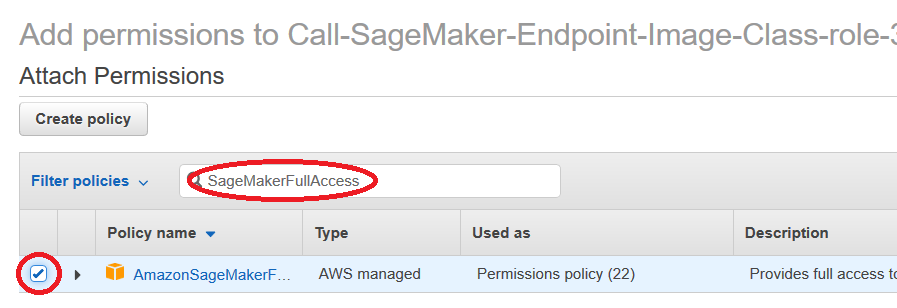 Add permissions to Call-SageMaker-Endpoint-Image-Class-role-3
Attach Permissions
Create policy
Filter policies SageMakerFullAccess
Policy name Type Used as Description
AmazonSageMakerF... AWS managed Permissions policy (22) Provides full access to